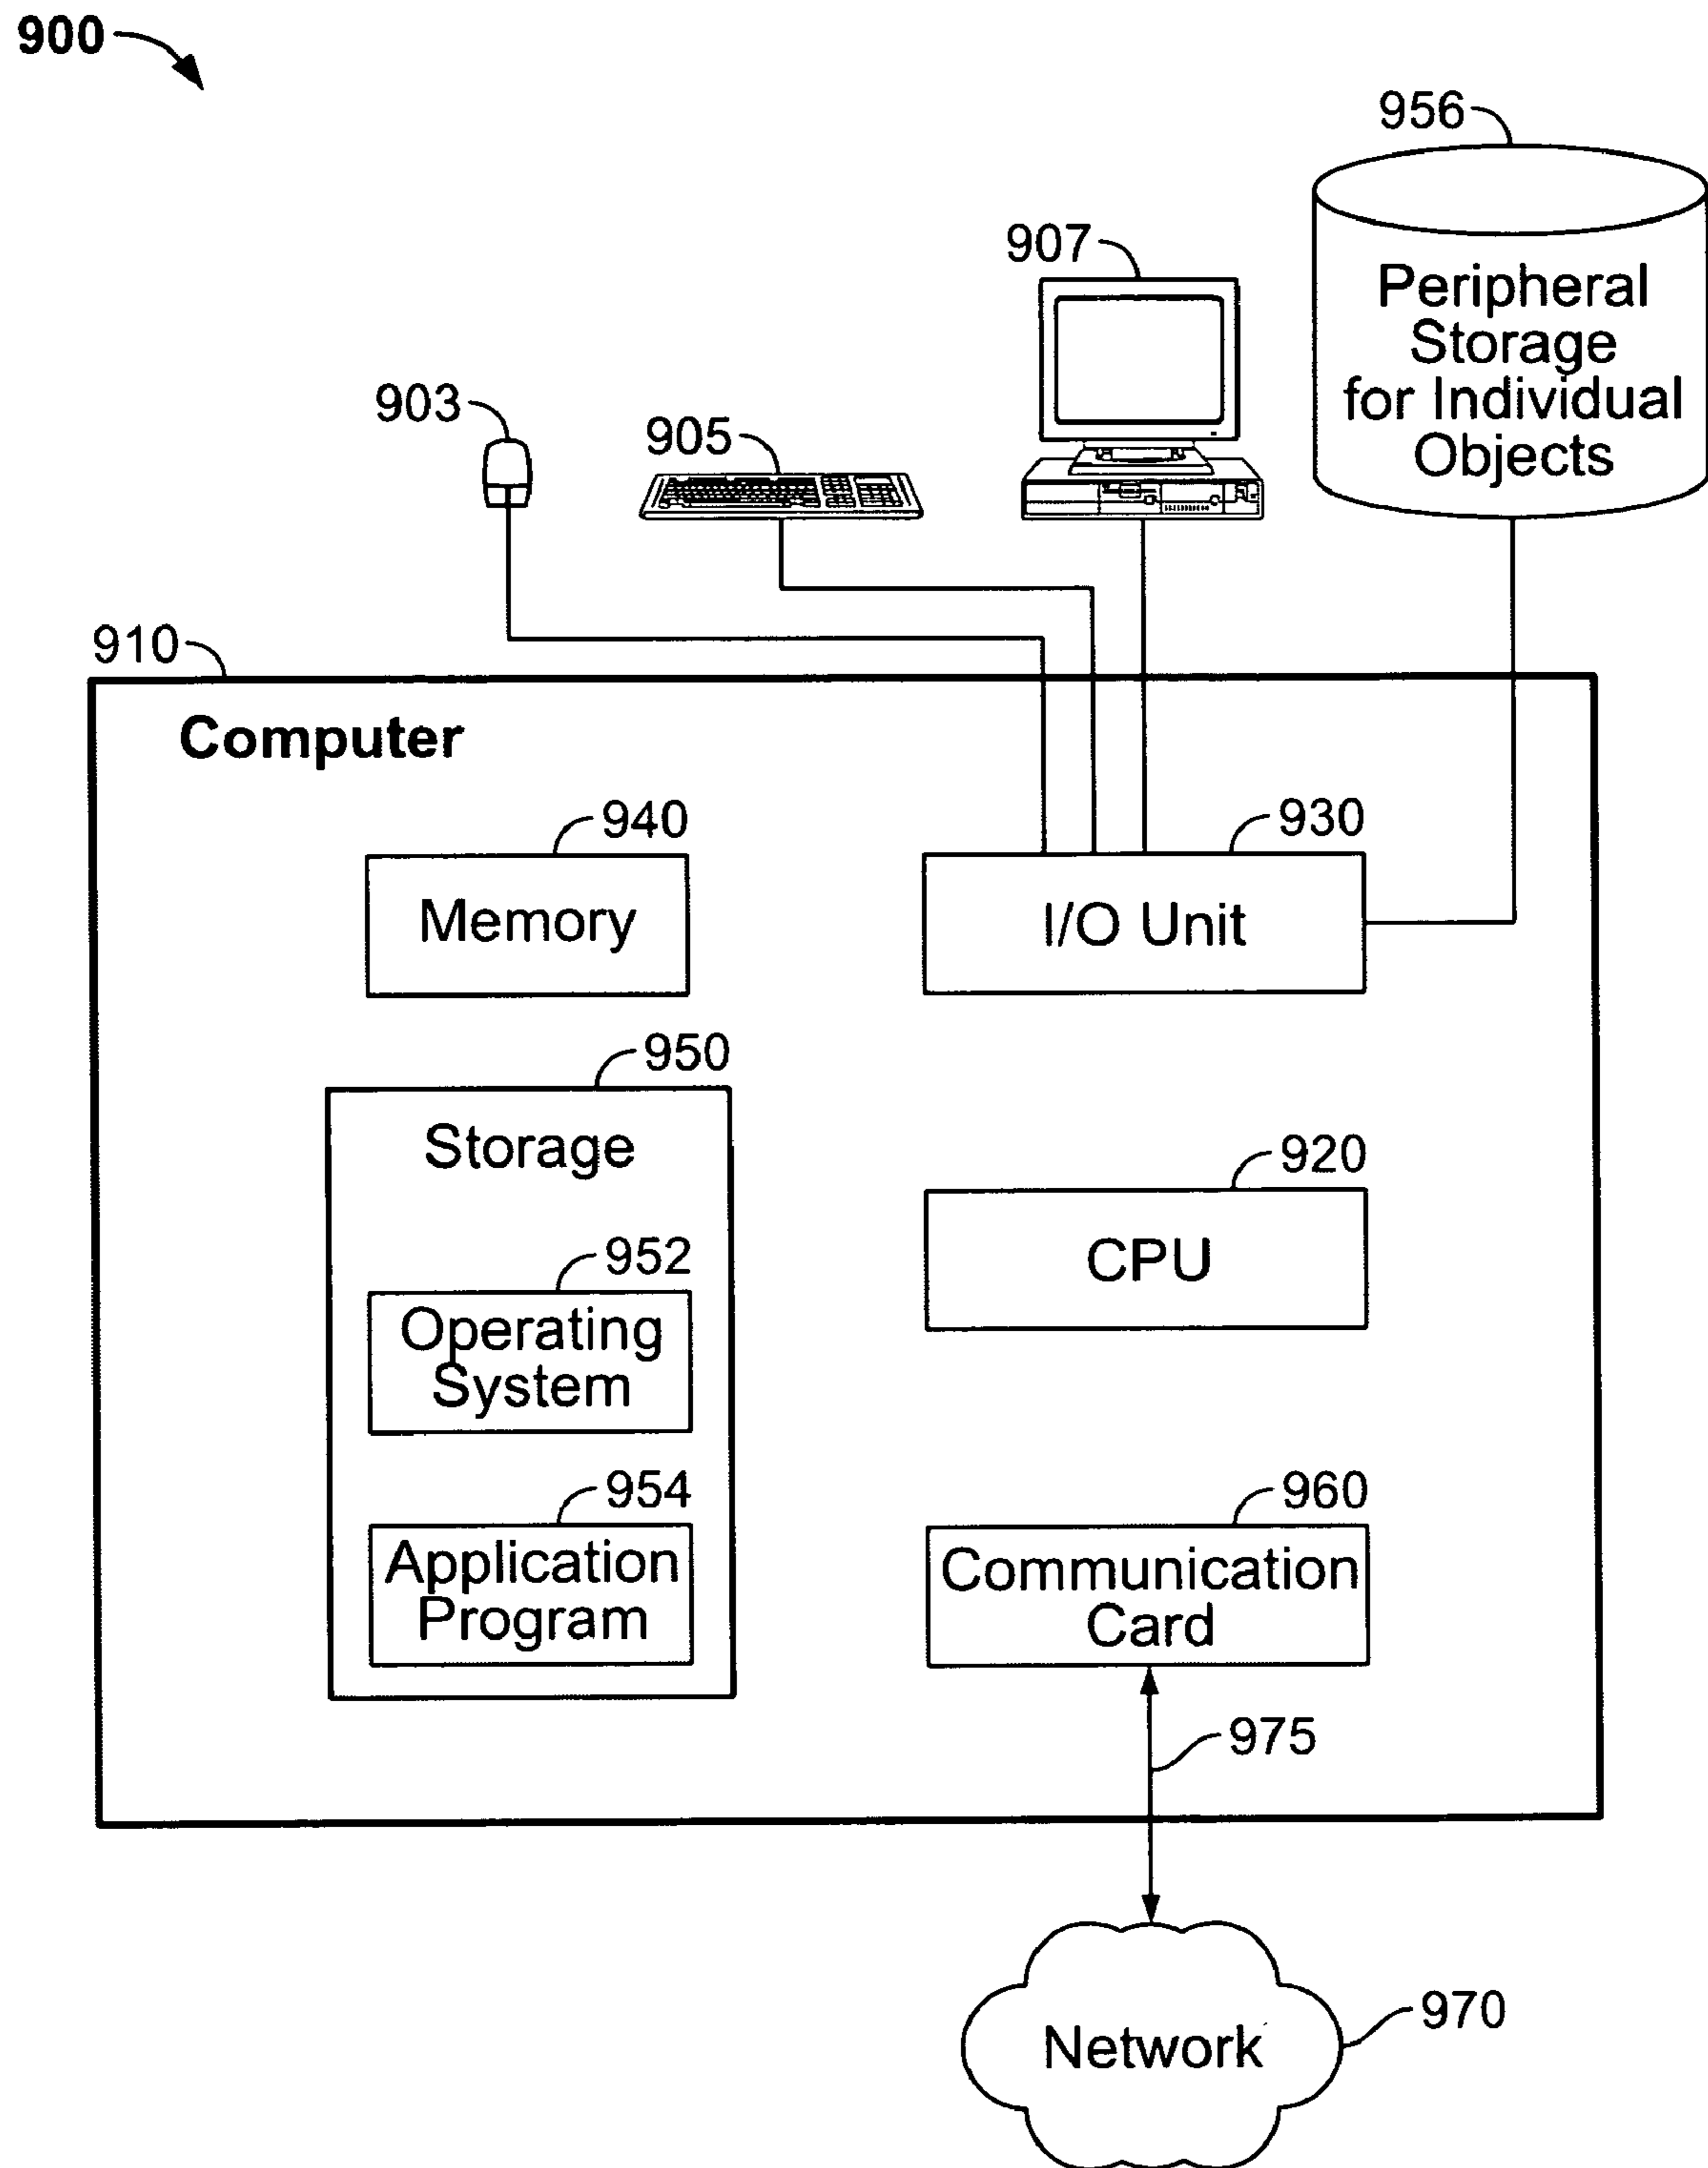 900
956
907
Peripheral
Storage
for Individual
Objects
903
905
910
Computer
940
930
Memory
I/O Unit
950
Storage
920
CPU
952
Operating
System
954
Application
Program
960
Communication
Card
975
970
Network